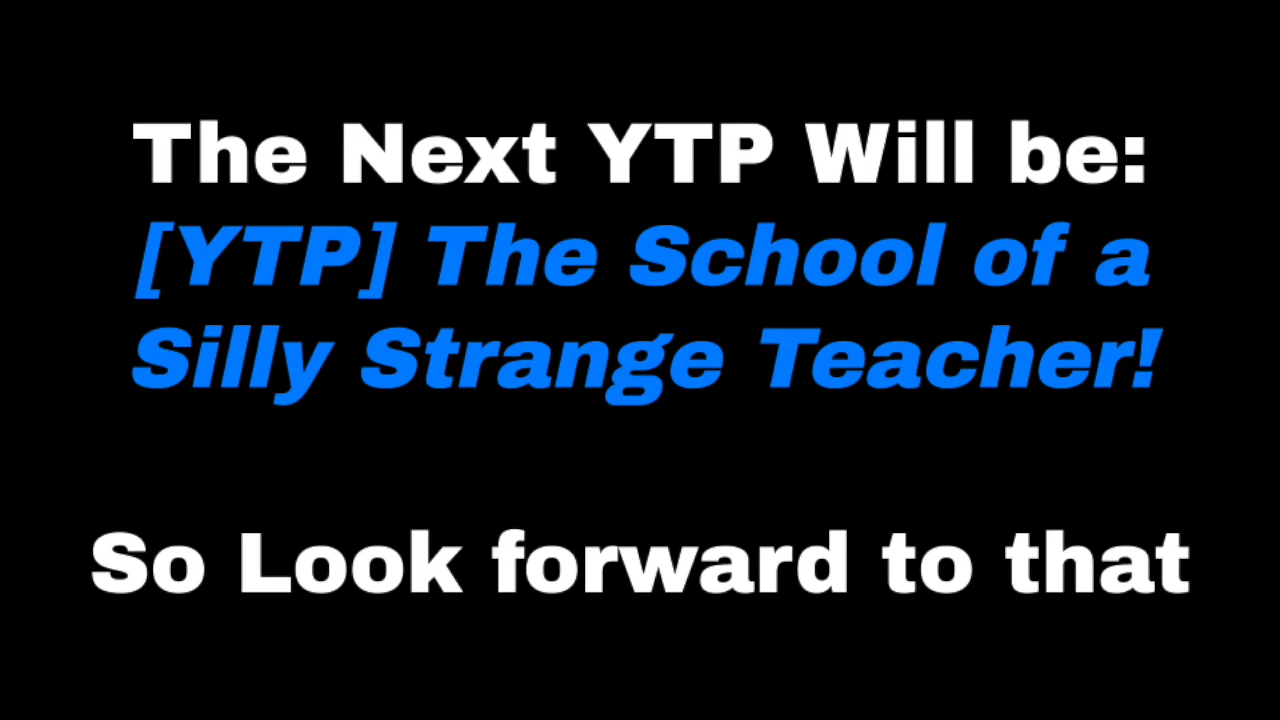 The Next YTP Will be:
[YTP] The School of a
Silly Strange Teacher!
So Look forward to that